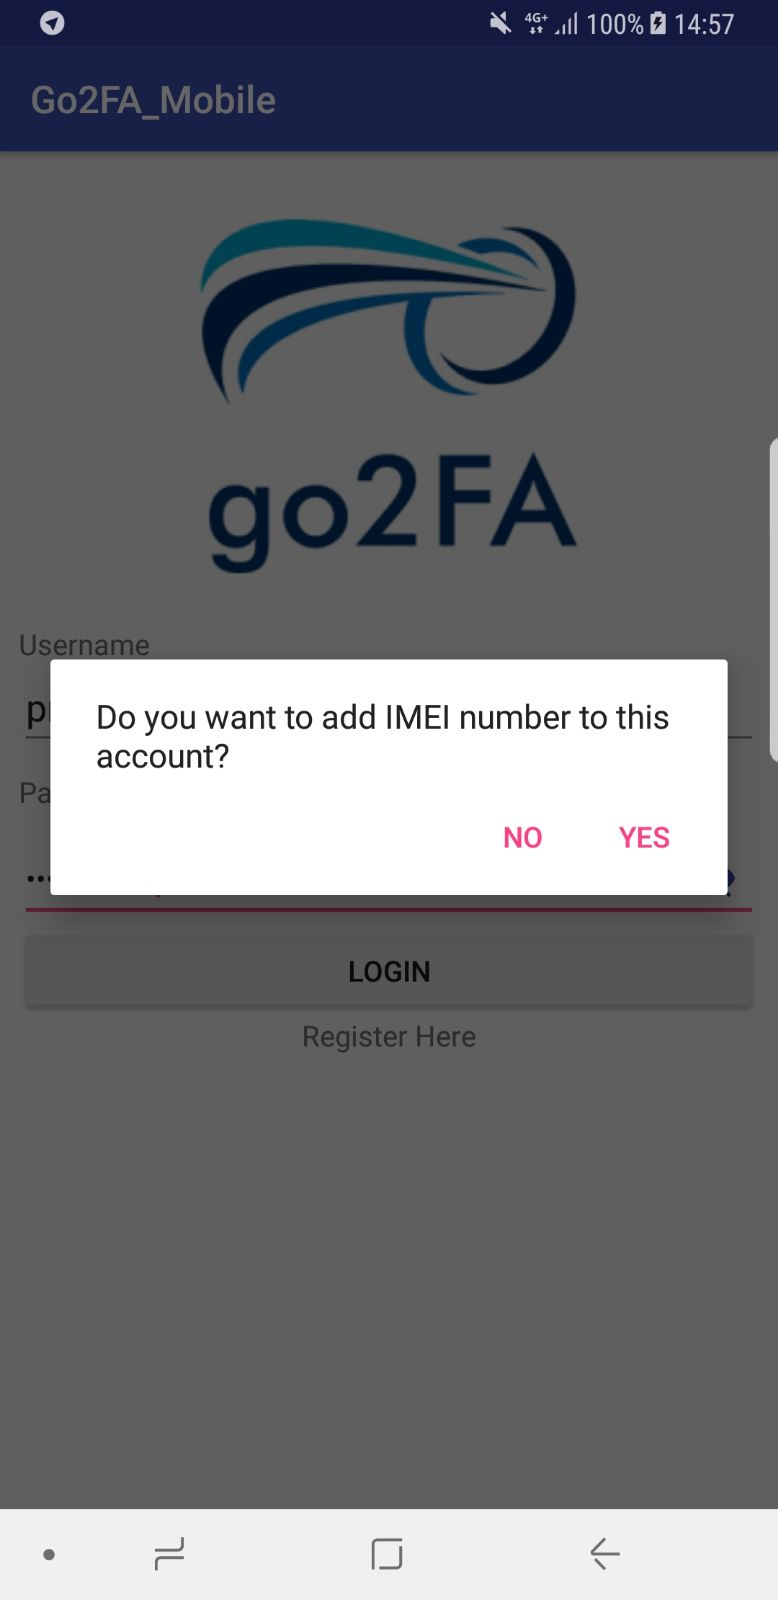 4G+ 100% 14:57
Go2FA_Mobile
go2FA
Username
Do you want to add IMEI number to this
account?
NO YES
LOGIN
Register Here